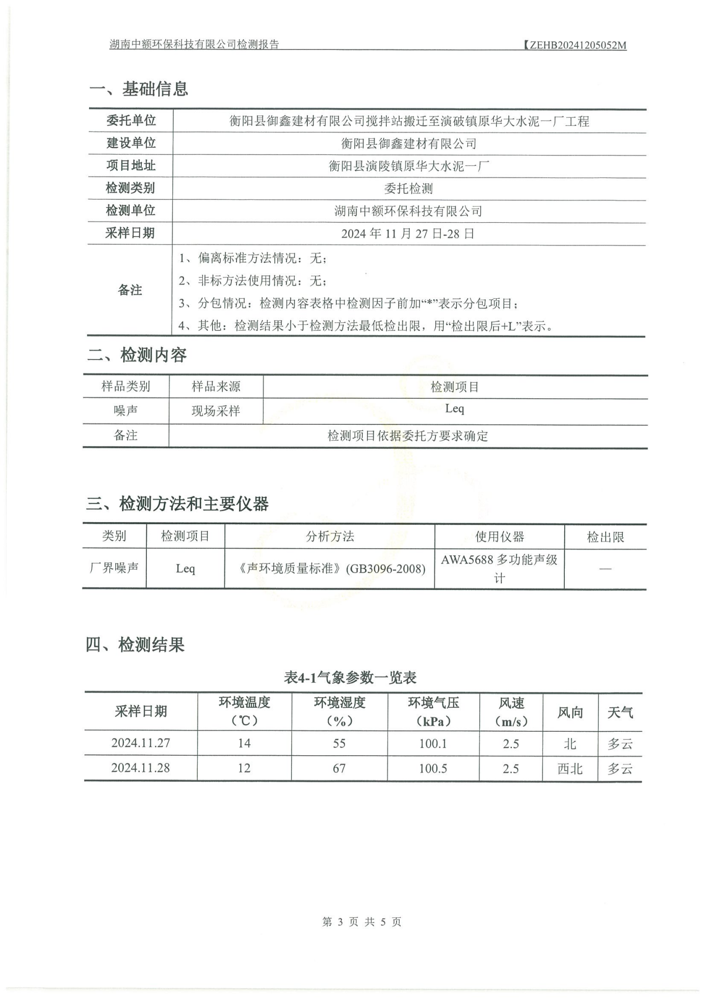 湖南中额环保科技有限公司检测报告 【ZEHB20241205052M
一、基础信息
委托单位 衡阳县御鑫建材有限公司搅拌站搬迁至演破镇原华大水泥一厂工程
建设单位 衡阳县御鑫建材有限公司
项目地址 衡阳县演陵镇原华大水泥一厂
检测类别 委托检测
检测单位 湖南中额环保科技有限公司
采样日期 2024 年 11 月 27 日-28 日
备注
1、偏离标准方法情况：无；
2、非标方法使用情况：无；
3、分包情况：检测内容表格中检测因子前加“*”表示分包项目；
4、其他：检测结果小于检测方法最低检出限，用“检出限后+L”表示。
二、检测内容
样品类别 样品来源 检测项目
噪声 现场采样 Leq
备注 检测项目依据委托方要求确定
三、检测方法和主要仪器
类别 检测项目 分析方法 使用仪器 检出限
厂界噪声 Leq 《声环境质量标准》(GB3096-2008) AWA5688 多功能声级
计 —
四、检测结果
表4-1气象参数一览表
采样日期 环境温度 环境湿度 环境气压 风速 风向 天气
（℃） （%） （kPa） （m/s）
2024.11.27 14 55 100.1 2.5 北 多云
2024.11.28 12 67 100.5 2.5 西北 多云
第 3 页 共 5 页